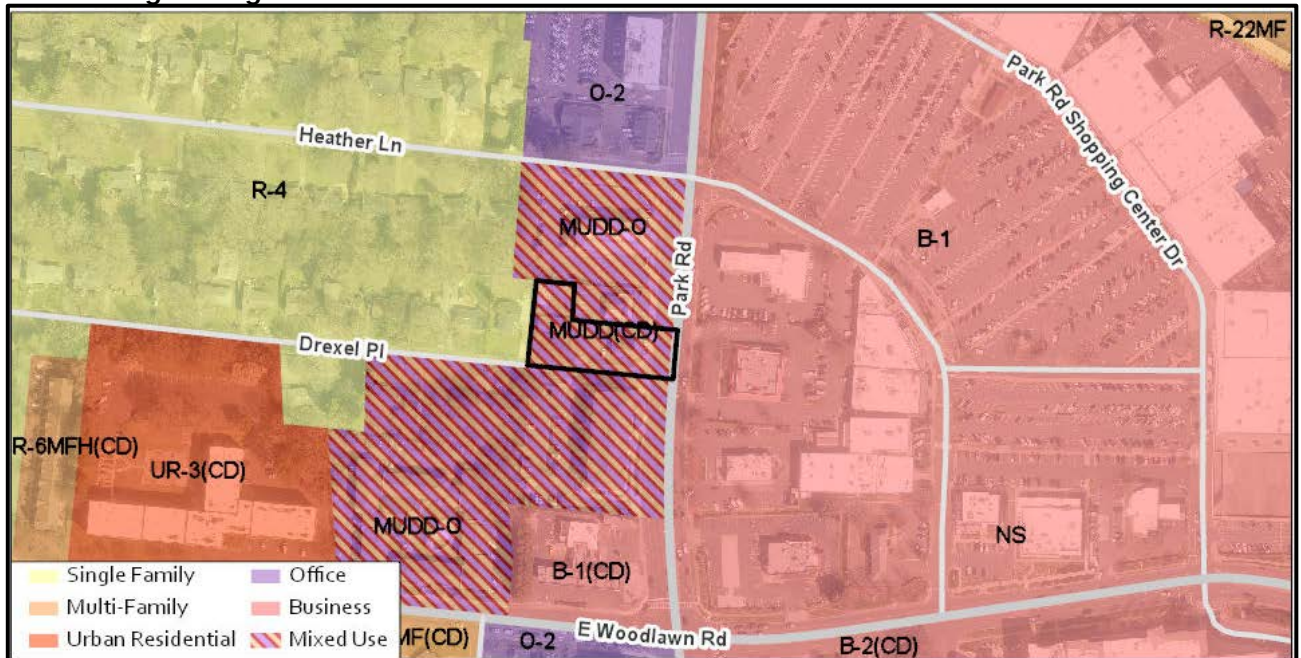 R-22MF
O-2
Park Rd Shopping Center Dr
Heather Ln
R-4
MUDD-O
B-1
Park Rd
MUDD(CD)
Drexel Pl
R-6MFH(CD)
UR-3(CD)
MUDD-O
B-1(CD)
NS
Single Family
Office
Multi-Family
Business
Urban Residential
Mixed Use
MF(CD)
O-2
E Woodlawn Rd
B-2(CD)